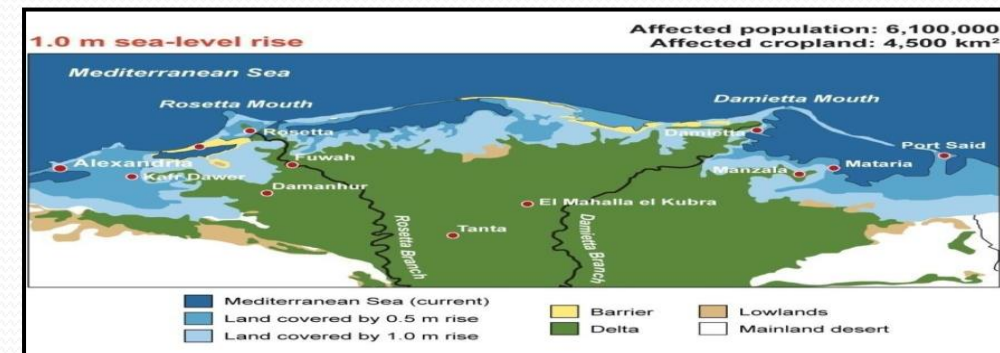 1.0 m sea-level rise
Affected population: 6,100,000
Affected cropland: 4,500 km²
Mediterranean Sea
Rosetta Mouth
Damietta Mouth
Rosetta
Damietta
Port Said
Alexandria
Fuwah
Mataria
Kafr Dawer
Manzala
Damanhur
El Mahalla el Kubra
Tanta
Rosetta Branch
Damietta Branch
Mediterranean Sea (current)
Land covered by 0.5 m rise
Land covered by 1.0 m rise
Barrier
Delta
Lowlands
Mainland desert